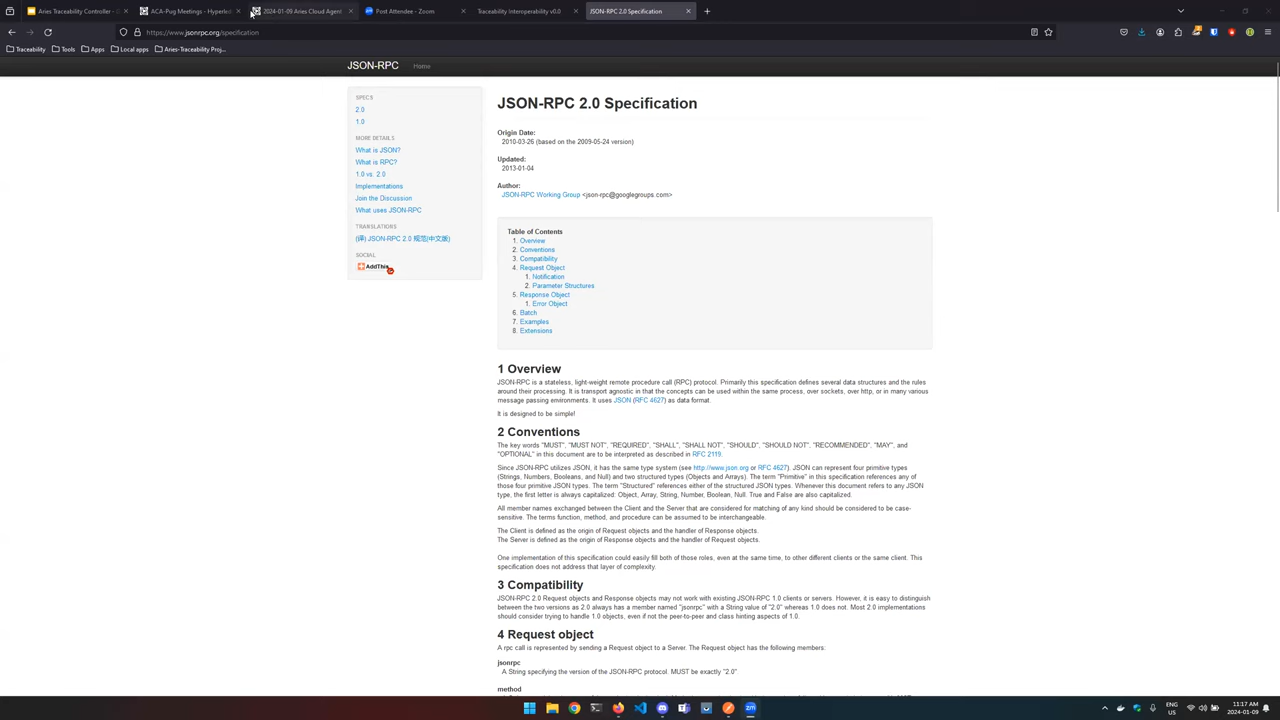 Aries Traceability Controller - S
ACA-Pug Meetings - Hyperled
2024-01-09 Aries Cloud Agent
Post Attendee - Zoom
Traceability Interoperability v0.0
JSON-RPC 2.0 Specification
https://www.jsonrpc.org/specification
Traceability
Tools
Apps
Local apps
Aries-Traceability Proj...
JSON-RPC
Home
SPECS
2.0
1.0
MORE DETAILS
What is JSON?
What is RPC?
1.0 vs. 2.0
Implementations
Join the Discussion
What uses JSON-RPC
TRANSLATIONS
(译) JSON-RPC 2.0 规范(中文版)
SOCIAL
AddThis
JSON-RPC 2.0 Specification
Origin Date:
2010-03-26 (based on the 2009-05-24 version)
Updated:
2013-01-04
Author:
JSON-RPC Working Group <json-rpc@googlegroups.com>
Table of Contents
1. Overview
2. Conventions
3. Compatibility
4. Request Object
1. Notification
2. Parameter Structures
5. Response Object
1. Error Object
6. Batch
7. Examples
8. Extensions
1 Overview
JSON-RPC is a stateless, light-weight remote procedure call (RPC) protocol. Primarily this specification defines several data structures and the rules
around their processing. It is transport agnostic in that the concepts can be used within the same process, over sockets, over http, or in many various
message passing environments. It uses JSON (RFC 4627) as data format.
It is designed to be simple!
2 Conventions
The key words "MUST", "MUST NOT", "REQUIRED", "SHALL", "SHALL NOT", "SHOULD", "SHOULD NOT", "RECOMMENDED", "MAY", and
"OPTIONAL" in this document are to be interpreted as described in RFC 2119.
Since JSON-RPC utilizes JSON, it has the same type system (see http://www.json.org or RFC 4627). JSON can represent four primitive types
(Strings, Numbers, Booleans, and Null) and two structured types (Objects and Arrays). The term "Primitive" in this specification references any of
those four primitive JSON types. The term "Structured" references either of the structured JSON types. Whenever this document refers to any JSON
type, the first letter is always capitalized: Object, Array, String, Number, Boolean, Null. True and False are also capitalized.
All member names exchanged between the Client and the Server that are considered for matching of any kind should be considered to be case-
sensitive. The terms function, method, and procedure can be assumed to be interchangeable.
The Client is defined as the origin of Request objects and the handler of Response objects.
The Server is defined as the origin of Response objects and the handler of Request objects.
One implementation of this specification could easily fill both of those roles, even at the same time, to other different clients or the same client. This
specification does not address that layer of complexity.
3 Compatibility
JSON-RPC 2.0 Request objects and Response objects may not work with existing JSON-RPC 1.0 clients or servers. However, it is easy to distinguish
between the two versions as 2.0 always has a member named "jsonrpc" with a String value of "2.0" whereas 1.0 does not. Most 2.0 implementations
should consider trying to handle 1.0 objects, even if not the peer-to-peer and class hinting aspects of 1.0.
4 Request object
A rpc call is represented by sending a Request object to a Server. The Request object has the following members:
jsonrpc
A String specifying the version of the JSON-RPC protocol. MUST be exactly "2.0"
method
ENG
US
11:17 AM
2024-01-09